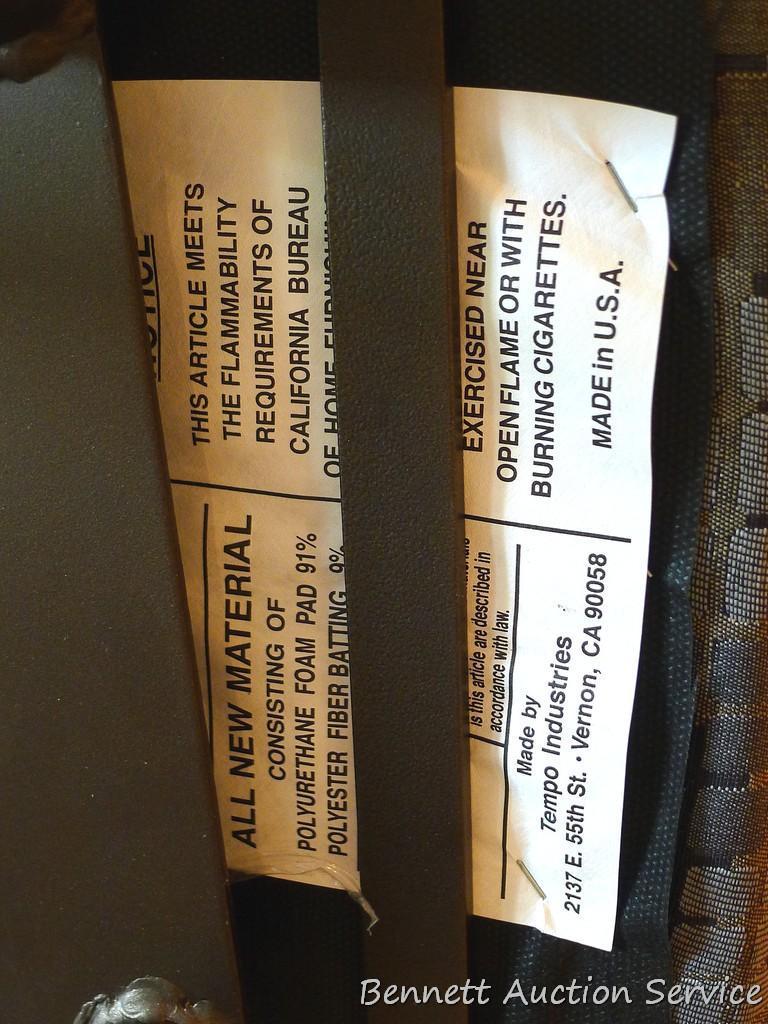 ALL NEW MATERIAL
CONSISTING OF
POLYURETHANE FOAM PAD 91%
POLYESTER FIBER BATTING 9%
is this article are described in
accordance with law.
Made by
Tempo Industries
2137 E. 55th St. · Vernon, CA 90058
THIS ARTICLE MEETS
THE FLAMMABILITY
REQUIREMENTS OF
CALIFORNIA BUREAU
OF HOME
EXERCISED NEAR
OPEN FLAME OR WITH
BURNING CIGARETTES.
MADE in U.S.A.
Bennett Auction Service